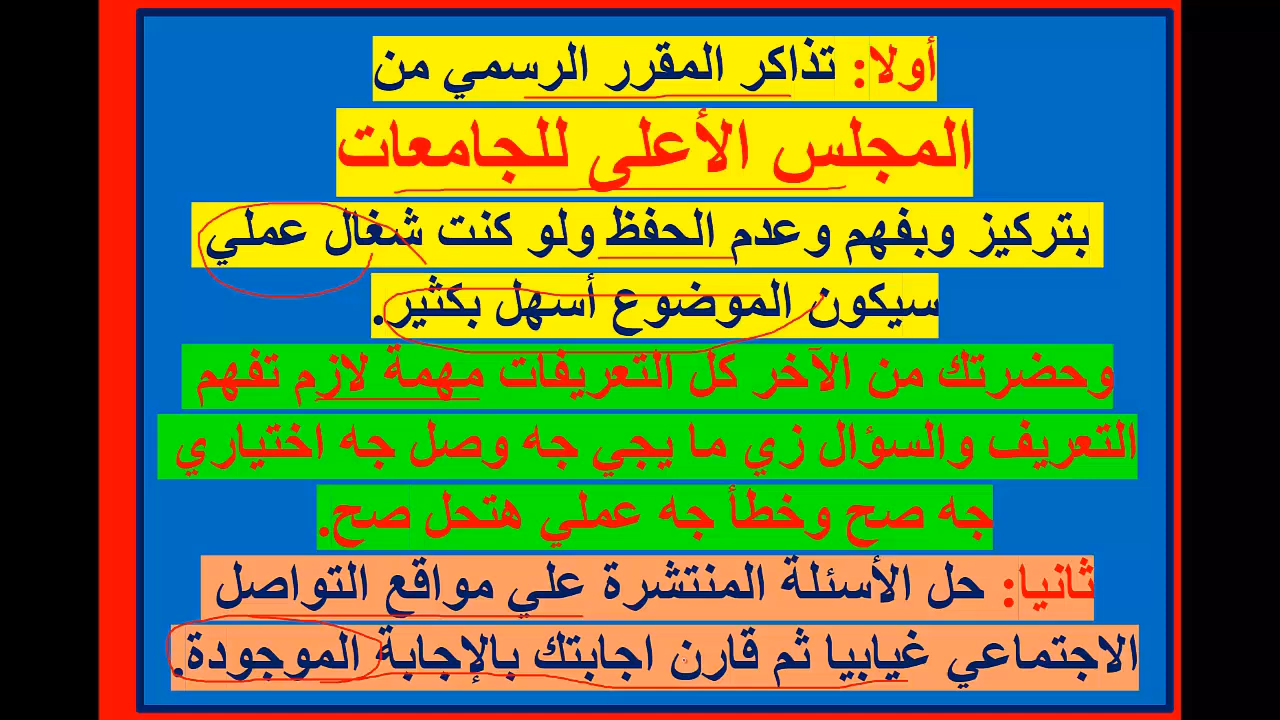 أولا: تذاكر المقرر الرسمي من
المجلس الأعلى للجامعات
بتركيز وبفهم وعدم الحفظ ولو كنت شغال عملي
سيكون الموضوع أسهل بكثير.
وحضرتك من الآخر كل التعريفات مهمة لازم تفهم
التعريف والسؤال زي ما يجي جه وصل جه اختياري
جه صح وخطأ جه عملي هتحل صح.
ثانيا: حل الأسئلة المنتشرة علي مواقع التواصل
الاجتماعي غيابيا ثم قارن اجابتك بالإجابة الموجودة.